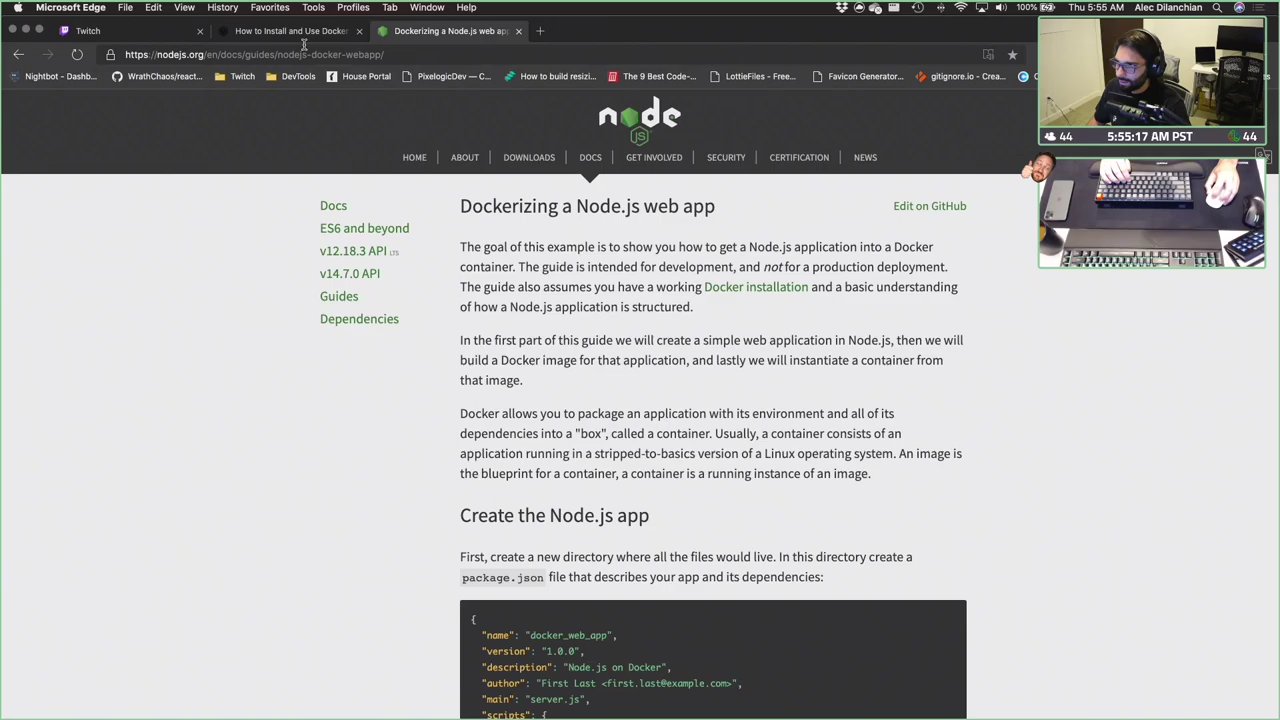 Microsoft Edge File Edit View History Favorites Tools Profiles Tab Window Help
100% Thu 5:55 AM Alec Dilanchian
Twitch
How to Install and Use Docker
Dockerizing a Node.js web app
https://nodejs.org/en/docs/guides/nodejs-docker-webapp/
Nightbot - Dashb...
WrathChaos/react...
Twitch
DevTools
House Portal
PixelogicDev — C...
How to build resizi...
The 9 Best Code-...
LottieFiles - Free...
Favicon Generator...
gitignore.io - Crea...
44 5:55:17 AM PST 44
node
JS
HOME ABOUT DOWNLOADS DOCS GET INVOLVED SECURITY CERTIFICATION NEWS
Docs
ES6 and beyond
v12.18.3 API LTS
v14.7.0 API
Guides
Dependencies
Dockerizing a Node.js web app
Edit on GitHub
The goal of this example is to show you how to get a Node.js application into a Docker
container. The guide is intended for development, and not for a production deployment.
The guide also assumes you have a working Docker installation and a basic understanding
of how a Node.js application is structured.
In the first part of this guide we will create a simple web application in Node.js, then we will
build a Docker image for that application, and lastly we will instantiate a container from
that image.
Docker allows you to package an application with its environment and all of its
dependencies into a "box", called a container. Usually, a container consists of an
application running in a stripped-to-basics version of a Linux operating system. An image is
the blueprint for a container, a container is a running instance of an image.
Create the Node.js app
First, create a new directory where all the files would live. In this directory create a
package.json file that describes your app and its dependencies:
{
"name": "docker_web_app",
"version": "1.0.0",
"description": "Node.js on Docker",
"author": "First Last <first.last@example.com>",
"main": "server.js",
"scripts": {